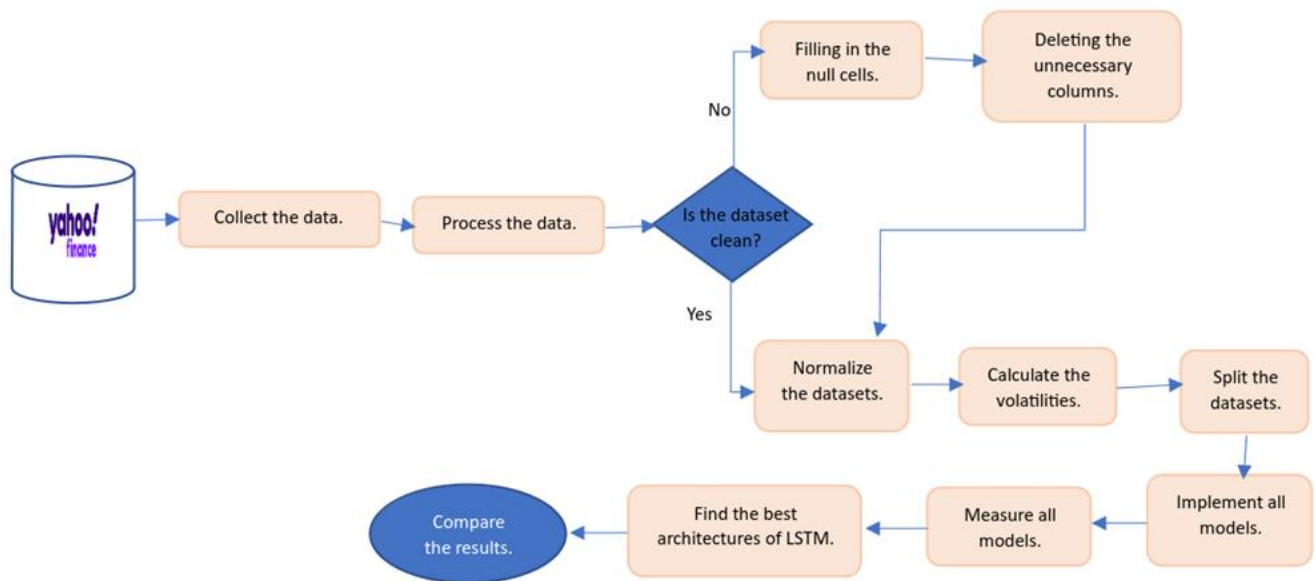 yahoo!
finance
Collect the data.
Process the data.
Is the dataset
clean?
No
Filling in the
null cells.
Deleting the
unnecessary
columns.
Yes
Normalize
the datasets.
Calculate the
volatilities.
Split the
datasets.
Implement all
models.
Measure all
models.
Find the best
architectures of LSTM.
Compare
the results.